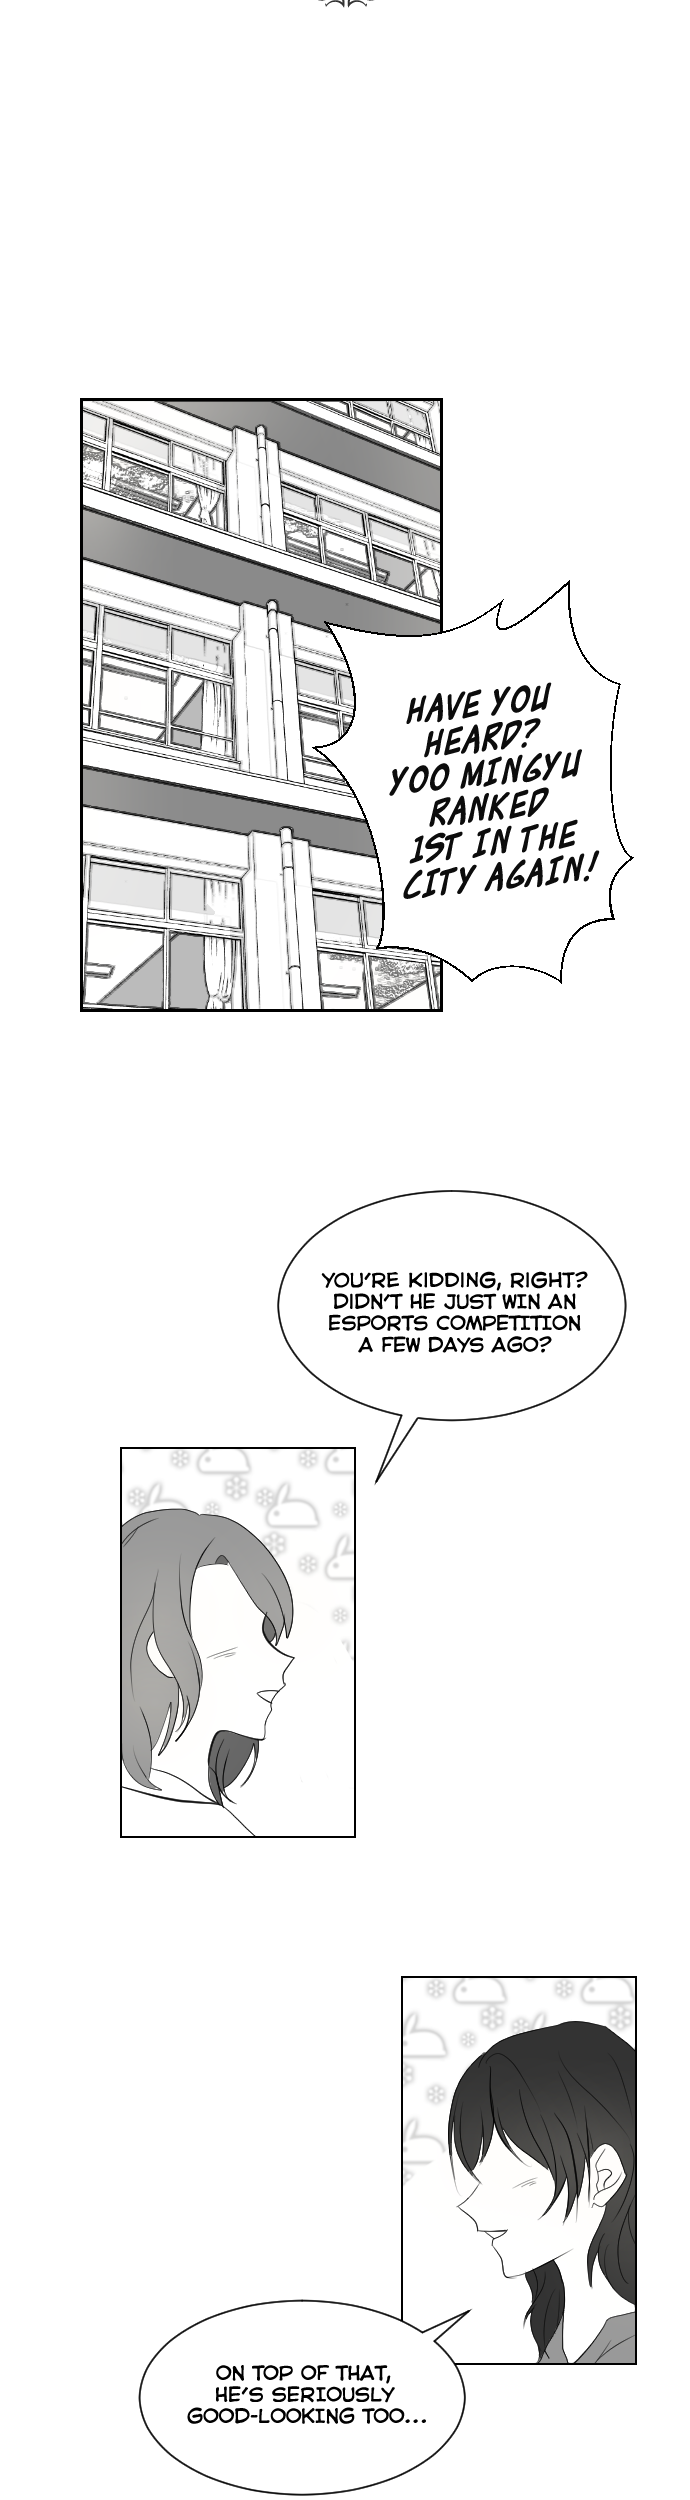 HAVE YOU
HEARD?
YOO MINGYU
RANKED
1ST IN THE
CITY AGAIN!
YOU'RE KIDDING, RIGHT?
DIDN'T HE JUST WIN AN
ESPORTS COMPETITION
A FEW DAYS AGO?
ON TOP OF THAT,
HE'S SERIOUSLY
GOOD-LOOKING TOO...